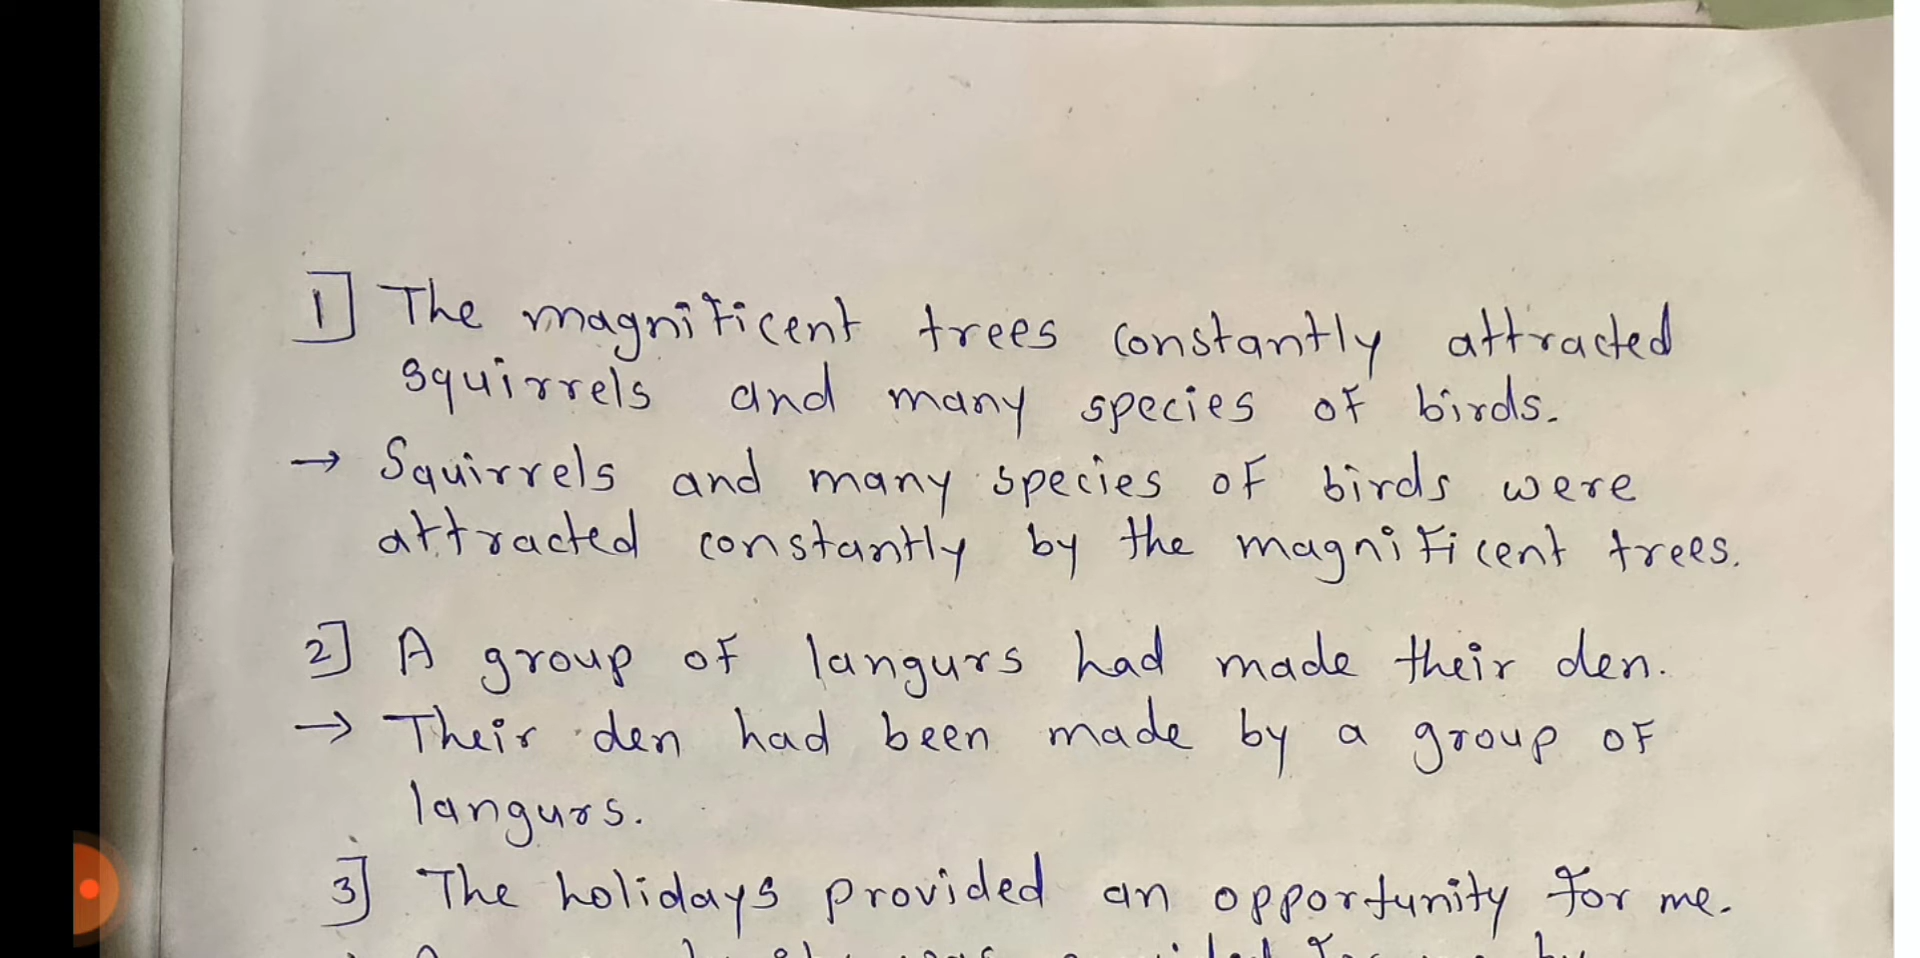 1] The magnificent trees constantly attracted
squirrels and many species of birds.
→ Squirrels and many species of birds were
attracted constantly by the magnificent trees.
2] A group of langurs had made their den.
→ Their den had been made by a group of
langurs.
3] The holidays provided an opportunity for me.